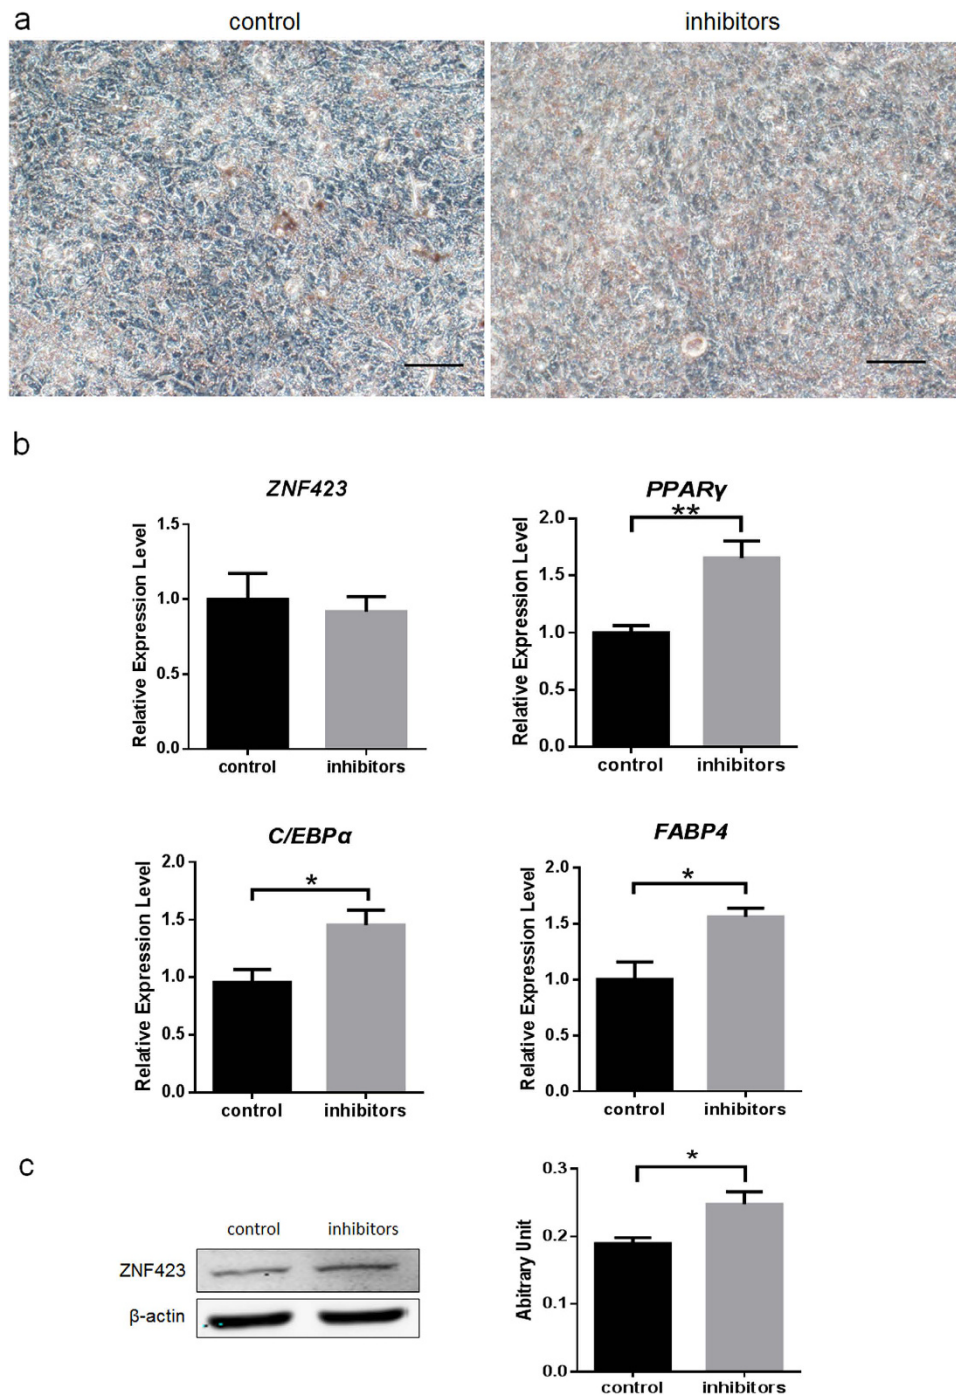 a
control
inhibitors
b
ZNF423
Relative Expression Level
1.5
1.0
0.5
0.0
control
inhibitors
PPARγ
**
Relative Expression Level
2.0
1.5
1.0
0.5
0.0
control
inhibitors
C/EBPα
*
Relative Expression Level
2.0
1.5
1.0
0.5
0.0
control
inhibitors
FABP4
*
Relative Expression Level
2.0
1.5
1.0
0.5
0.0
control
inhibitors
c
control
inhibitors
ZNF423
β-actin
*
Abitrary Unit
0.3
0.2
0.1
0.0
control
inhibitors